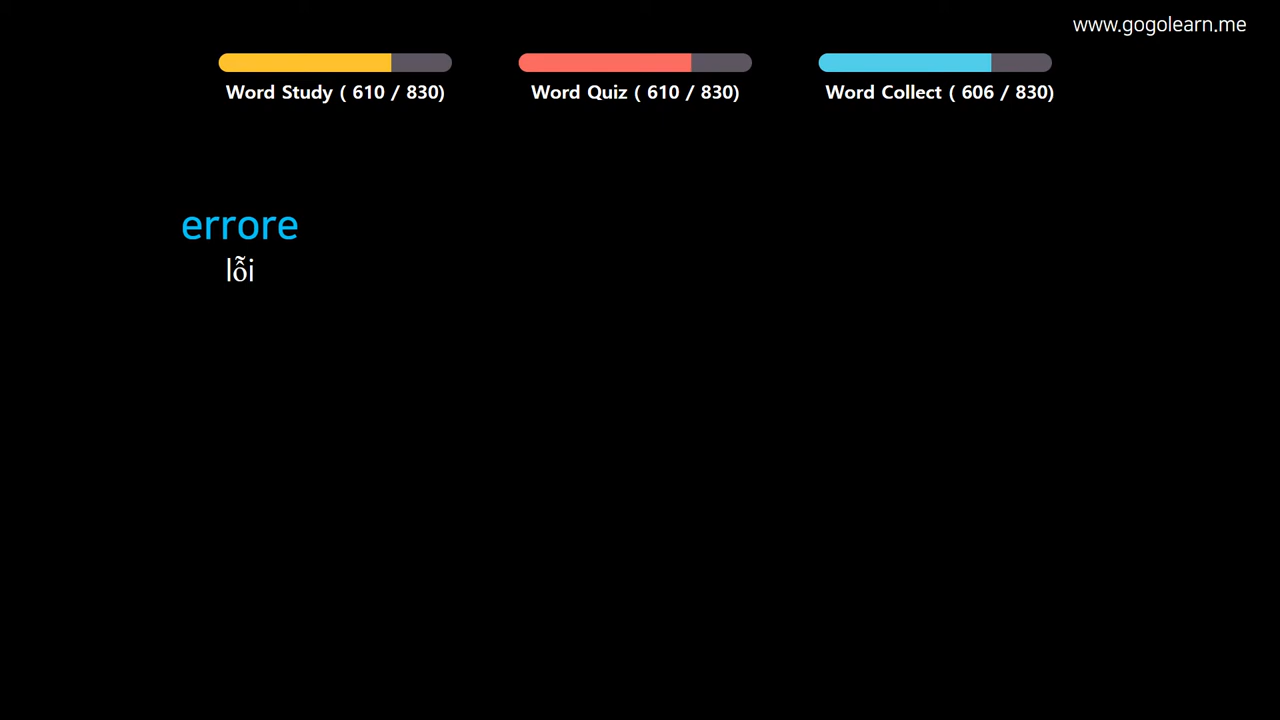 www.gogolearn.me
Word Study ( 610 / 830)
Word Quiz ( 610 / 830)
Word Collect ( 606 / 830)
errore
lỗi